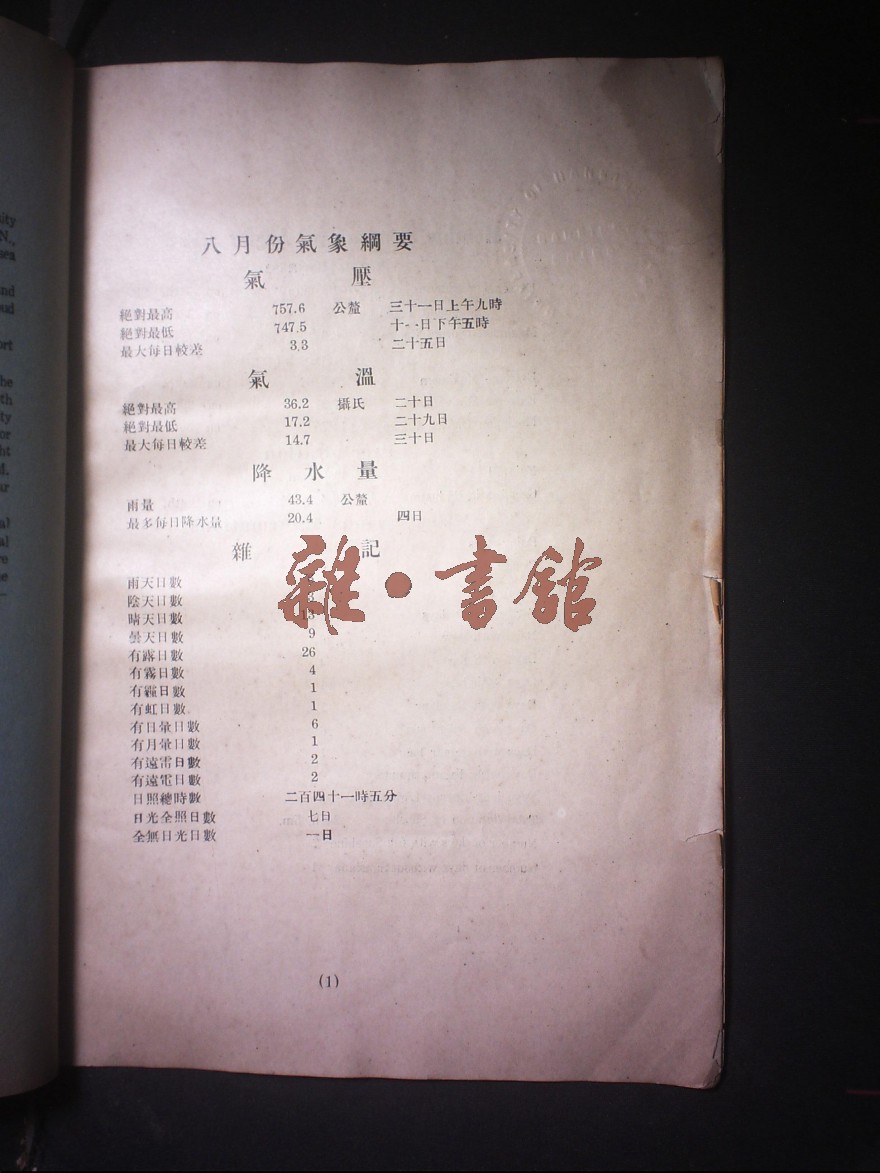 八月份氣象綱要
氣壓
絕對最高 757.6 公釐 三十一日上午九時
絕對最低 747.5 日下午五時
最大每日較差 3.3 二十五日
氣溫
絕對最高 36.2 攝氏 二十日
絕對最低 17.2 二十九日
最大每日較差 14.7 三十日
降水量
雨量 43.4 公釐
最多每日降水量 20.4 四日
雜記
雜・書館
雨天日數
陰天日數
晴天日數 13
曇天日數 9
有露日數 26
有霧日數 4
有霾日數 1
有虹日數 1
有日暈日數 6
有月暈日數 1
有遠雷日數 2
有遠電日數 2
日照總時數 二百四十一時五分
日光全照日數 七日
全無日光日數 一日
(1)